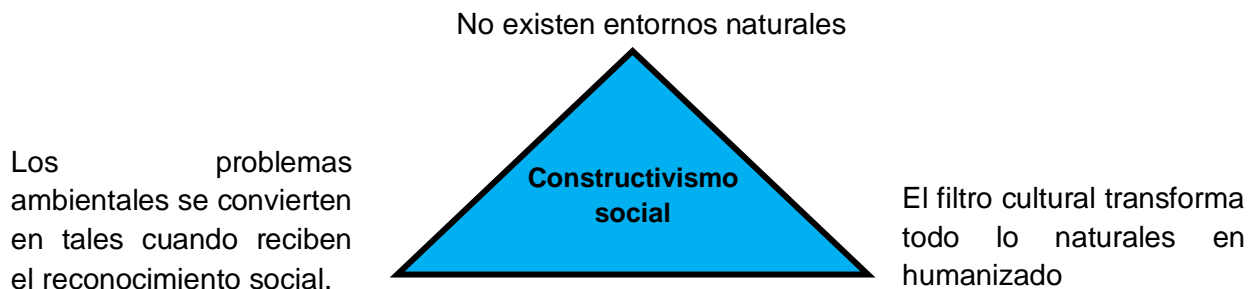 No existen entornos naturales
Los problemas
ambientales se convierten
en tales cuando reciben
el reconocimiento social.
Constructivismo
social
El filtro cultural transforma
todo lo naturales en
humanizado